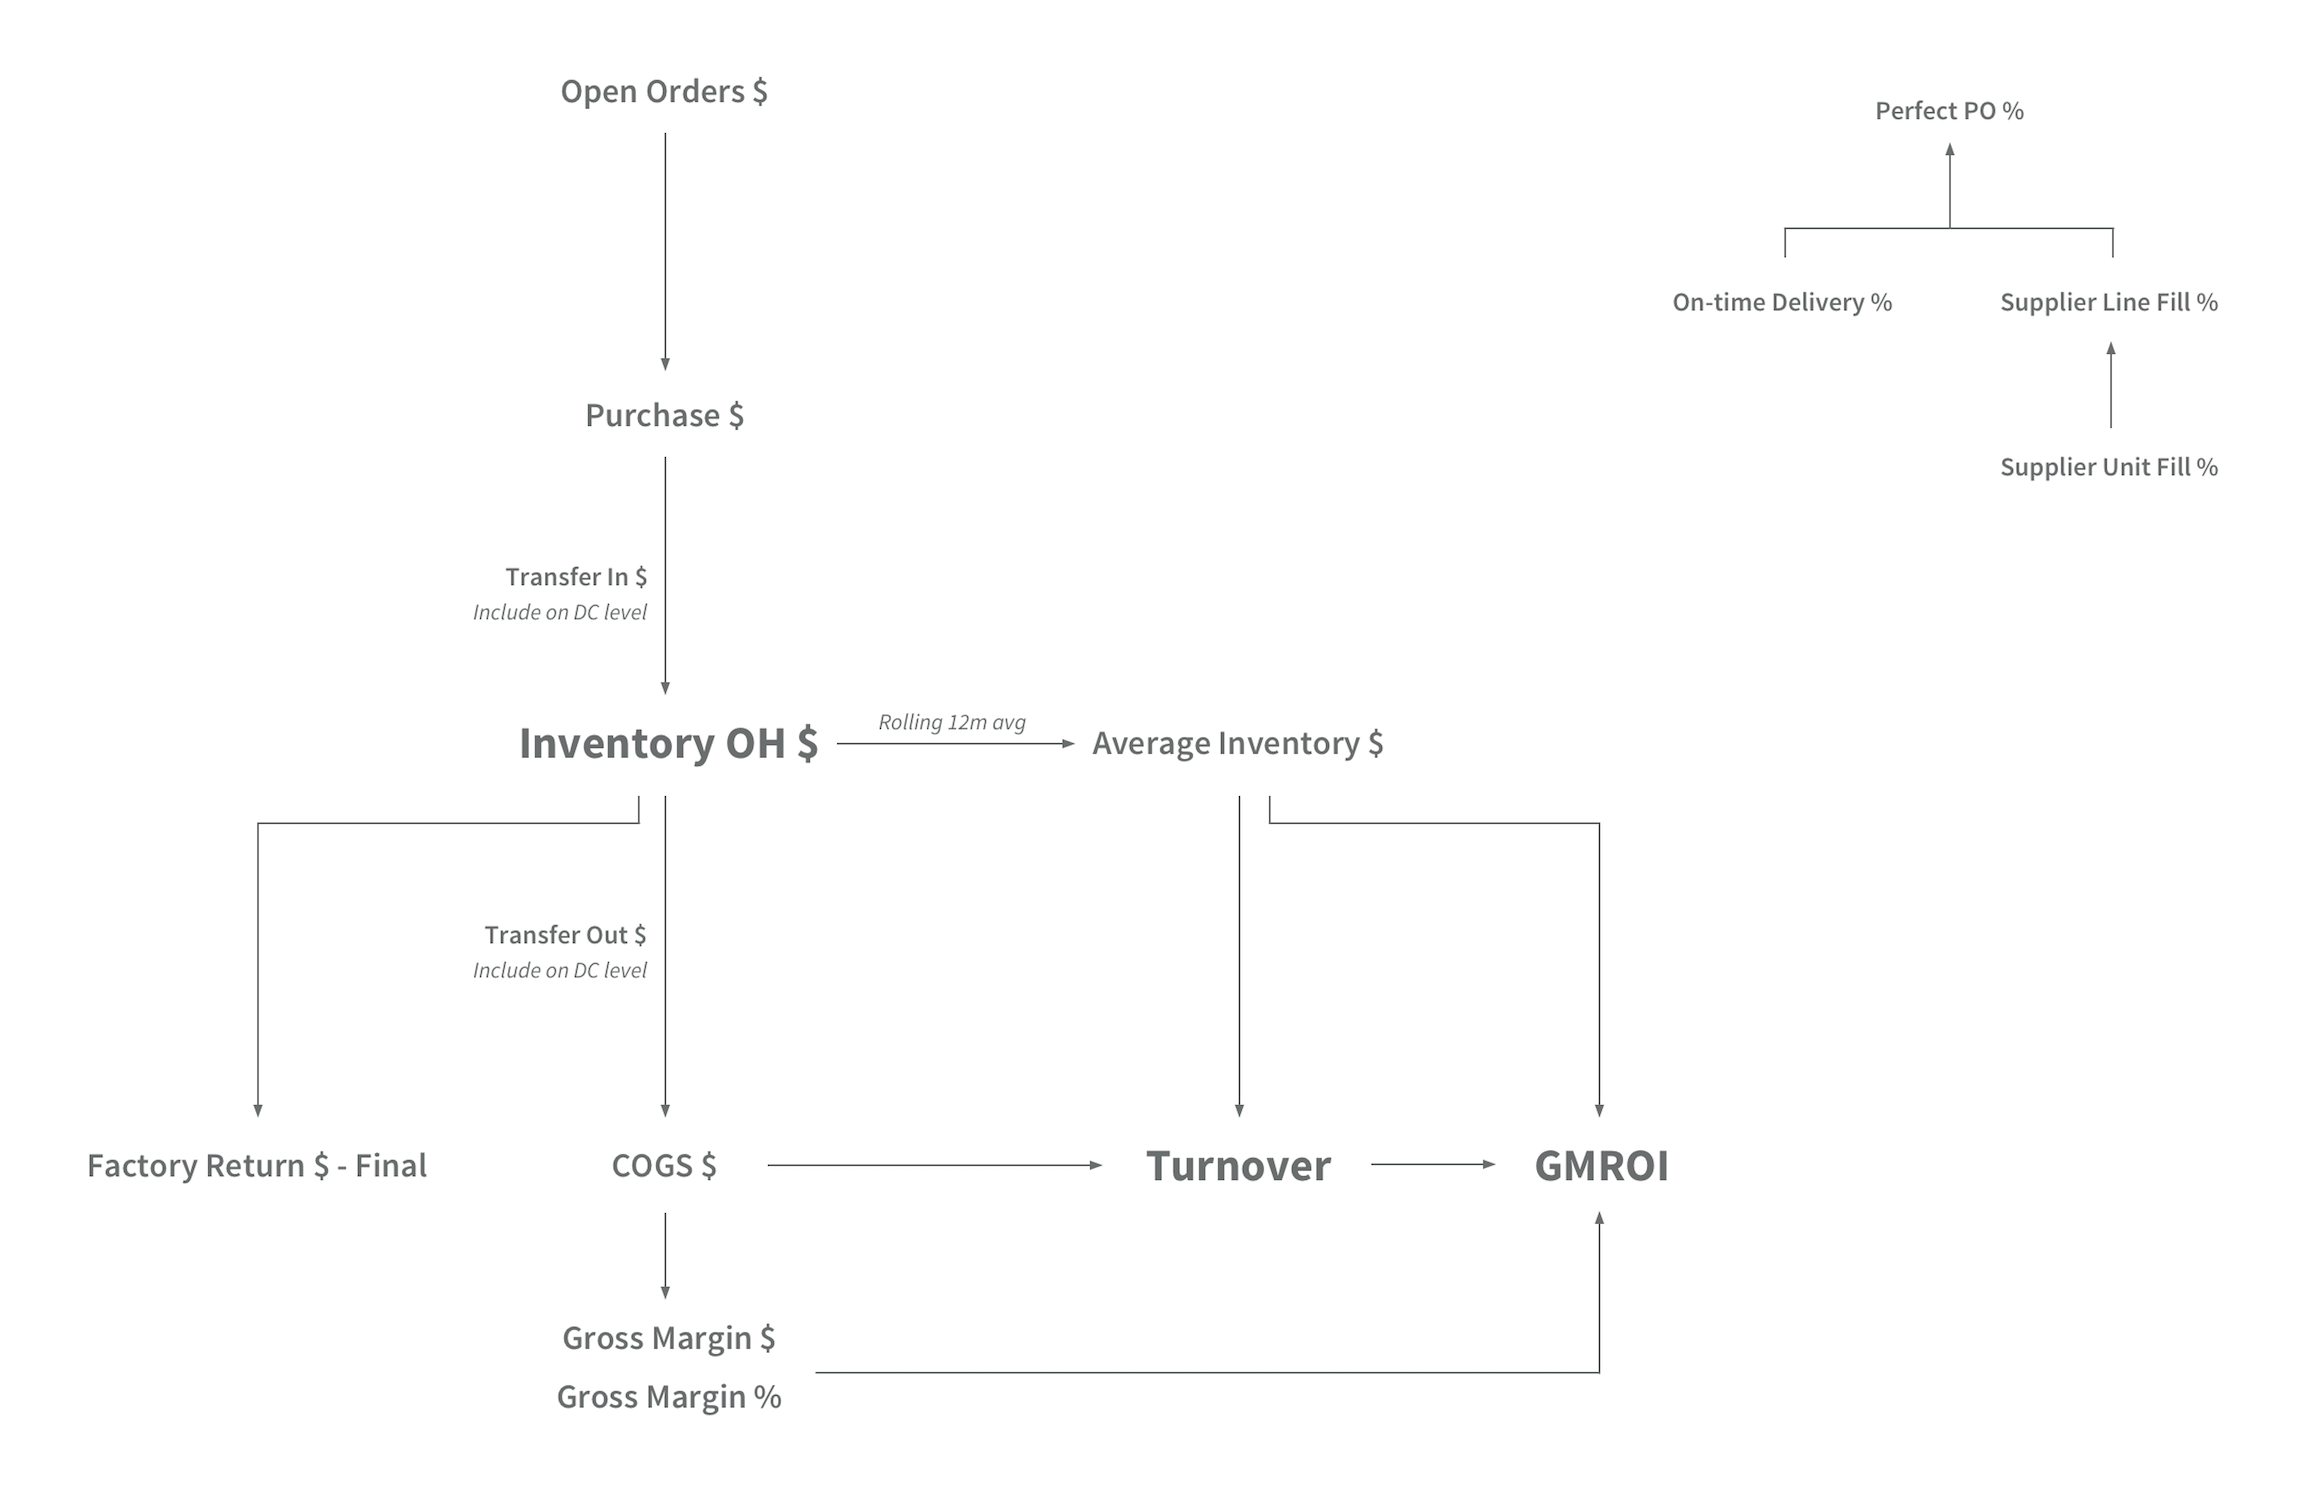 Open Orders $
Perfect PO %
On-time Delivery %
Supplier Line Fill %
Purchase $
Supplier Unit Fill %
Transfer In $
Include on DC level
Rolling 12m avg
Inventory OH $
Average Inventory $
Transfer Out $
Include on DC level
Factory Return $ - Final
COGS $
Turnover
GMROI
Gross Margin $
Gross Margin %